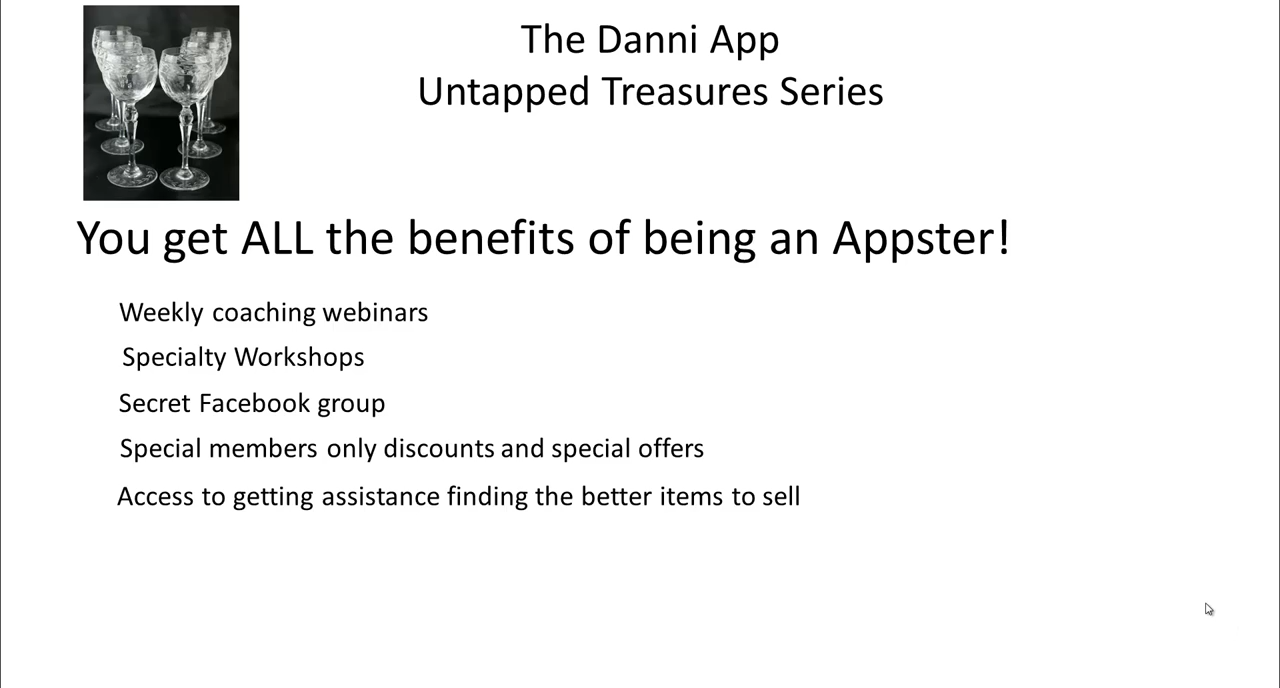 The Danni App
Untapped Treasures Series
You get ALL the benefits of being an Appster!
Weekly coaching webinars
Specialty Workshops
Secret Facebook group
Special members only discounts and special offers
Access to getting assistance finding the better items to sell